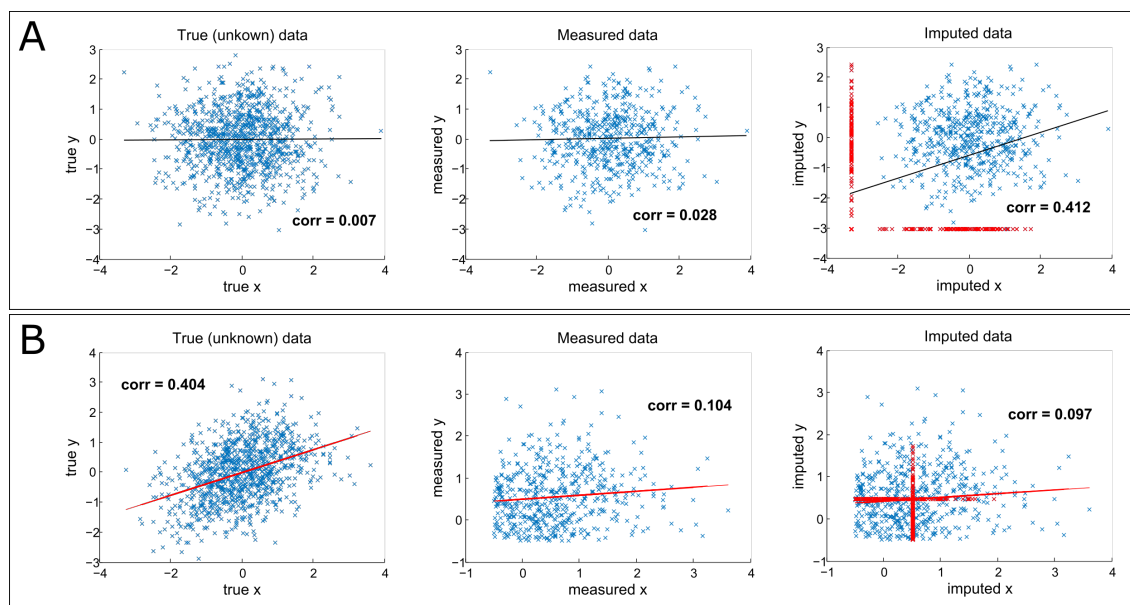 A
True (unkown) data
3
2
1
0
−1
−2
−3
−4
−4
−2
0
2
4
true y
true x
corr = 0.007
Measured data
3
2
1
0
−1
−2
−3
−4
−4
−2
0
2
4
measured y
measured x
corr = 0.028
Imputed data
3
2
1
0
−1
−2
−3
−4
−4
−2
0
2
4
imputed y
imputed x
corr = 0.412
B
True (unknown) data
4
3
2
1
0
−1
−2
−3
−4
−2
0
2
4
true y
true x
corr = 0.404
Measured data
4
3
2
1
0
−1
−1
0
1
2
3
4
measured y
measured x
corr = 0.104
Imputed data
4
3
2
1
0
−1
−1
0
1
2
3
4
imputed y
imputed x
corr = 0.097